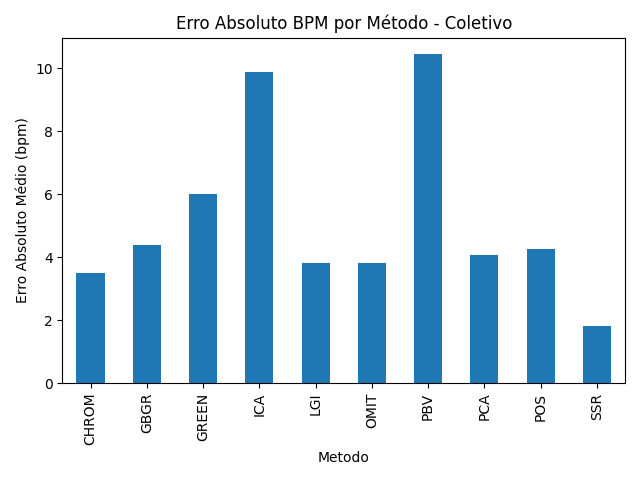 Erro Absoluto BPM por Método - Coletivo
Erro Absoluto Médio (bpm)
10
8
6
4
2
0
CHROM
GBGR
GREEN
ICA
LGI
OMIT
PBV
PCA
POS
SSR
Metodo